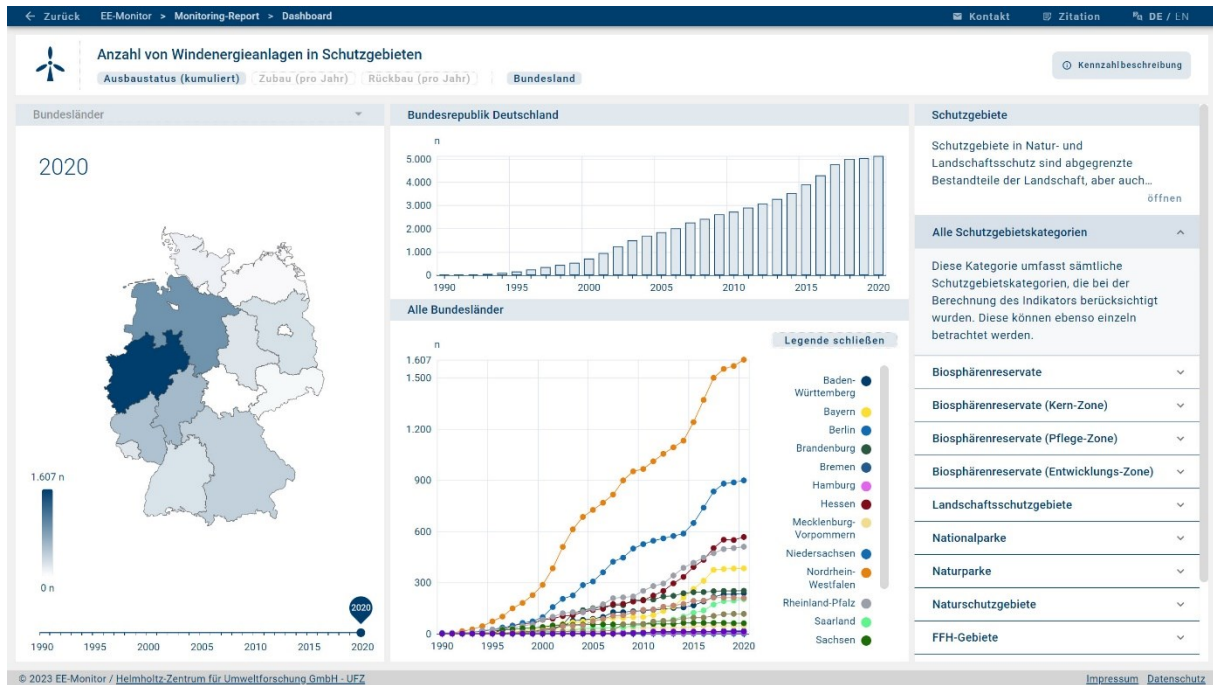 ← Zurück EE-Monitor > Monitoring-Report > Dashboard
Kontakt Zitation DE / EN
Anzahl von Windenergieanlagen in Schutzgebieten
Ausbaustatus (kumuliert) Zubau (pro Jahr) Rückbau (pro Jahr) Bundesland
Kennzahlbeschreibung
Bundesländer
2020
1.607 n
0 n
2020
1990 1995 2000 2005 2010 2015 2020
Bundesrepublik Deutschland
n
5.000
4.000
3.000
2.000
1.000
0
1990 1995 2000 2005 2010 2015 2020
Alle Bundesländer
n
Legende schließen
1.607
1.500
1.200
900
600
300
0
1990 1995 2000 2005 2010 2015 2020
Baden-
Württemberg
Bayern
Berlin
Brandenburg
Bremen
Hamburg
Hessen
Mecklenburg-
Vorpommern
Niedersachsen
Nordrhein-
Westfalen
Rheinland-Pfalz
Saarland
Sachsen
Schutzgebiete
Schutzgebiete in Natur- und
Landschaftsschutz sind abgegrenzte
Bestandteile der Landschaft, aber auch…
öffnen
Alle Schutzgebietskategorien
Diese Kategorie umfasst sämtliche
Schutzgebietskategorien, die bei der
Berechnung des Indikators berücksichtigt
wurden. Diese können ebenso einzeln
betrachtet werden.
Biosphärenreservate
Biosphärenreservate (Kern-Zone)
Biosphärenreservate (Pflege-Zone)
Biosphärenreservate (Entwicklungs-Zone)
Landschaftsschutzgebiete
Nationalparke
Naturparke
Naturschutzgebiete
FFH-Gebiete
© 2023 EE-Monitor / Helmholtz-Zentrum für Umweltforschung GmbH - UFZ
Impressum Datenschutz